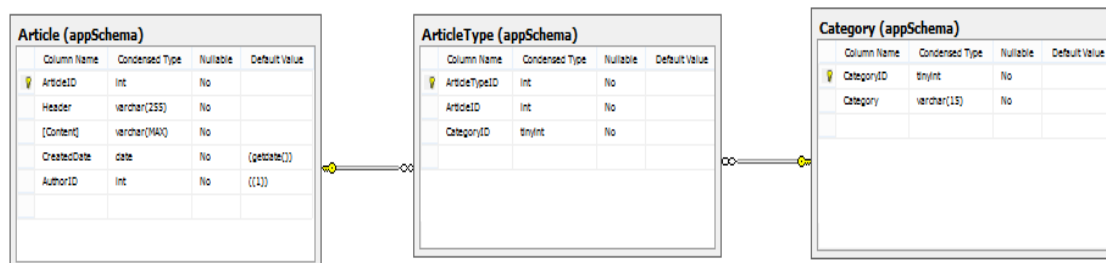 Article (appSchema)
Column Name Condensed Type Nullable Default Value
ArticleID int No
Header varchar(255) No
[Content] varchar(MAX) No
CreatedDate date No (getdate())
AuthorID int No ((1))
ArticleType (appSchema)
Column Name Condensed Type Nullable Default Value
ArticleTypeID int No
ArticleID int No
CategoryID tinyint No
Category (appSchema)
Column Name Condensed Type Nullable Default Value
CategoryID tinyint No
Category varchar(15) No